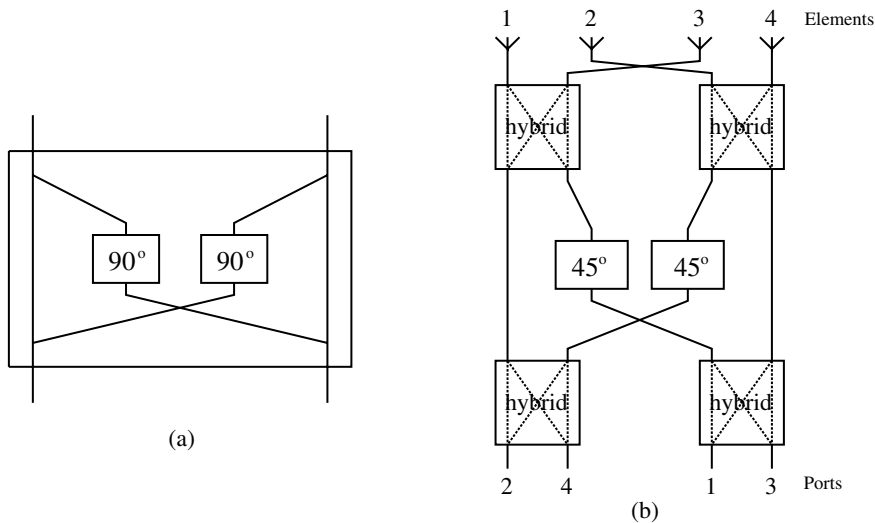 90° 90°
(a)
1 2 3 4 Elements
hybrid hybrid
45° 45°
hybrid hybrid
2 4 1 3 Ports
(b)